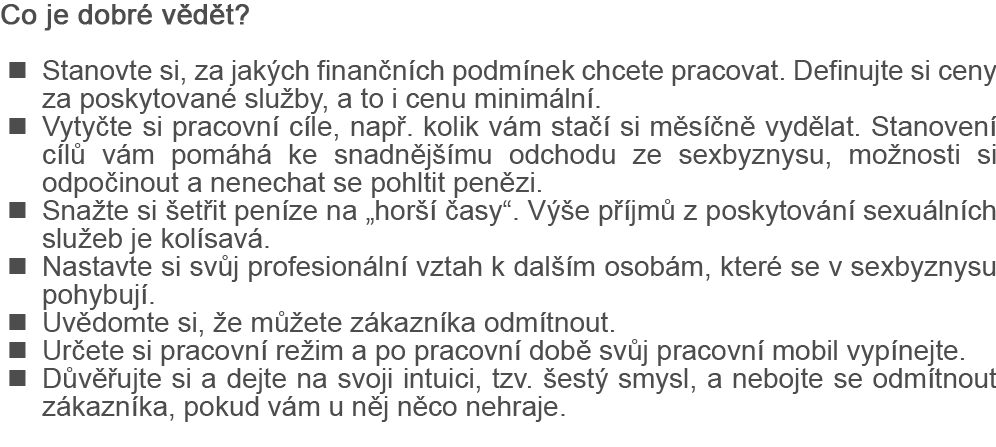 Co je dobré vědět?
■ Stanovte si, za jakých finančních podmínek chcete pracovat. Definujte si ceny
za poskytované služby, a to i cenu minimální.
■ Vytyčte si pracovní cíle, např. kolik vám stačí si měsíčně vydělat. Stanovení
cílů vám pomáhá ke snadnějšímu odchodu ze sexbyznysu, možnosti si
odpočinout a nenechat se pohltit penězi.
■ Snažte si šetřit peníze na „horší časy“. Výše příjmů z poskytování sexuálních
služeb je kolísavá.
■ Nastavte si svůj profesionální vztah k dalším osobám, které se v sexbyznysu
pohybují.
■ Uvědomte si, že můžete zákazníka odmítnout.
■ Určete si pracovní režim a po pracovní době svůj pracovní mobil vypínejte.
■ Důvěřujte si a dejte na svoji intuici, tzv. šestý smysl, a nebojte se odmítnout
zákazníka, pokud vám u něj něco nehraje.